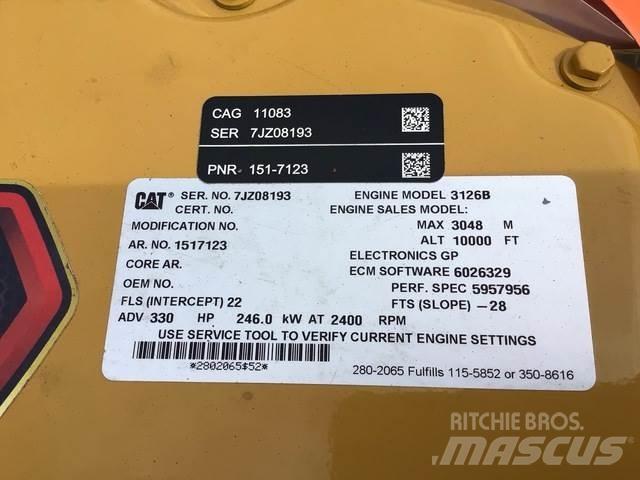 CAG 11083
SER 7JZ08193
PNR 151-7123
CAT® SER. NO. 7JZ08193 ENGINE MODEL 3126B
CERT. NO. ENGINE SALES MODEL:
MODIFICATION NO. MAX 3048 M
AR. NO. 1517123 ALT 10000 FT
CORE AR. ELECTRONICS GP
OEM NO. ECM SOFTWARE 6026329
PERF. SPEC 5957956
FLS (INTERCEPT) 22 FTS (SLOPE) -28
ADV 330 HP 246.0 kW AT 2400 RPM
USE SERVICE TOOL TO VERIFY CURRENT ENGINE SETTINGS
*2802065$52*
280-2065 Fulfills 115-5852 or 350-8616
RITCHIE BROS.
MASCUS